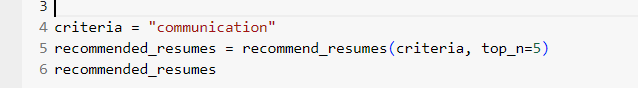 3
4 criteria = "communication"
5 recommended_resumes = recommend_resumes(criteria, top_n=5)
6 recommended_resumes